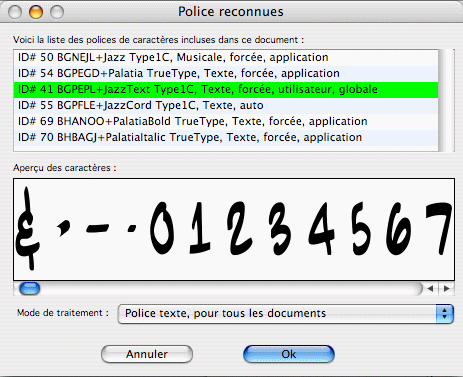 Police reconnues
Voici la liste des polices de caractères incluses dans ce document :
ID# 50 BGNEJL+Jazz Type1C, Musicale, forcée, application
ID# 54 BGPEGD+Palatia TrueType, Texte, forcée, application
ID# 41 BGPEPL+JazzText Type1C, Texte, forcée, utilisateur, globale
ID# 55 BGPFLE+JazzCord Type1C, Texte, auto
ID# 69 BHANOO+PalatiaBold TrueType, Texte, forcée, application
ID# 70 BHBAGJ+PalatiaItalic TrueType, Texte, forcée, application
Aperçu des caractères :
& , - . 0 1 2 3 4 5 6 7
Mode de traitement : Police texte, pour tous les documents
Annuler Ok